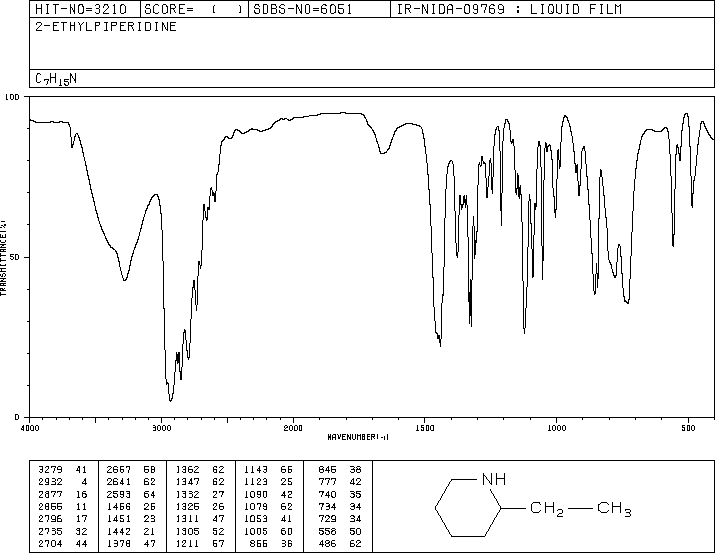 HIT-NO=3210 SCORE= ( ) SDBS-NO=6051 IR-NIDA-09769 : LIQUID FILM
2-ETHYLPIPERIDINE
C7H15N
100
50
0
TRANSMITTANCE(%)
4000 3000 2000 1500 1000 500
WAVENUMBER(-1)
3279 41 2667 58 1362 62 1143 66 845 38
2932 4 2641 62 1347 62 1123 25 777 42
2877 16 2593 64 1332 27 1090 42 740 35
2855 11 1456 26 1326 26 1079 62 734 34
2796 17 1451 23 1311 47 1053 41 729 34
2735 32 1442 21 1305 52 1005 60 558 50
2704 44 1378 47 1211 57 856 36 486 62
NH
CH2 CH3